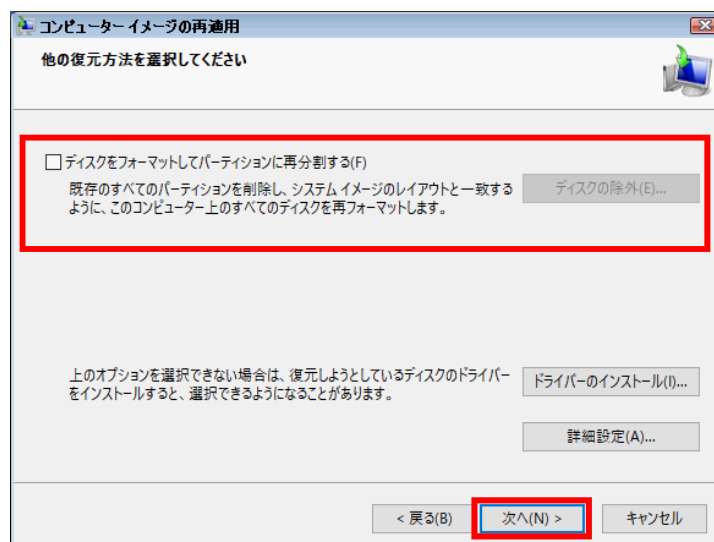 コンピューター イメージの再適用
他の復元方法を選択してください
ディスクをフォーマットしてパーティションに再分割する(F)
既存のすべてのパーティションを削除し、システム イメージのレイアウトと一致する
ように、このコンピューター上のすべてのディスクを再フォーマットします。
ディスクの除外(E)...
上のオプションを選択できない場合は、復元しようとしているディスクのドライバー
をインストールすると、選択できるようになることがあります。
ドライバーのインストール(I)...
詳細設定(A)...
< 戻る(B)
次へ(N) >
キャンセル